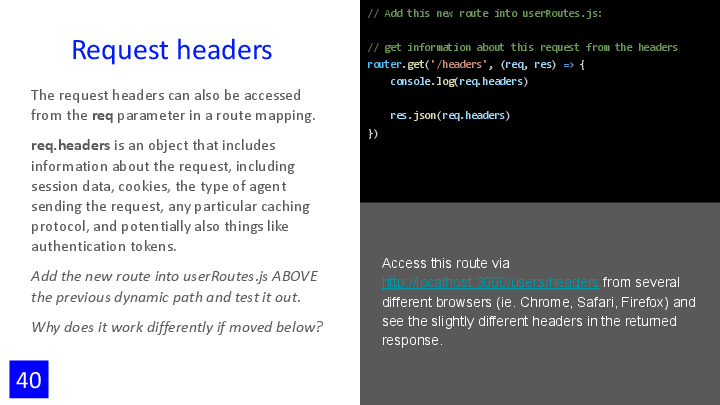 Request headers
The request headers can also be accessed
from the req parameter in a route mapping.
req.headers is an object that includes
information about the request, including
session data, cookies, the type of agent
sending the request, any particular caching
protocol, and potentially also things like
authentication tokens.
Add the new route into userRoutes.js ABOVE
the previous dynamic path and test it out.
Why does it work differently if moved below?
40
// Add this new route into userRoutes.js:
// get information about this request from the headers
router.get('/headers', (req, res) => {
console.log(req.headers)
res.json(req.headers)
})
Access this route via
http://localhost:3000/users/headers from several
different browsers (ie. Chrome, Safari, Firefox) and
see the slightly different headers in the returned
response.